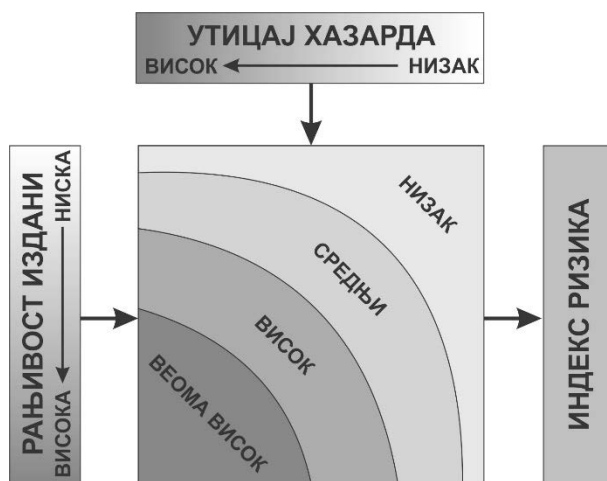 УТИЦАЈ ХАЗАРДА
ВИСОК НИЗАК
РАЊИВОСТ ИЗДАНИ
НИСКА
ВИСОКА
НИЗАК
СРЕДЊИ
ВИСОК
ВЕОМА ВИСОК
ИНДЕКС РИЗИКА